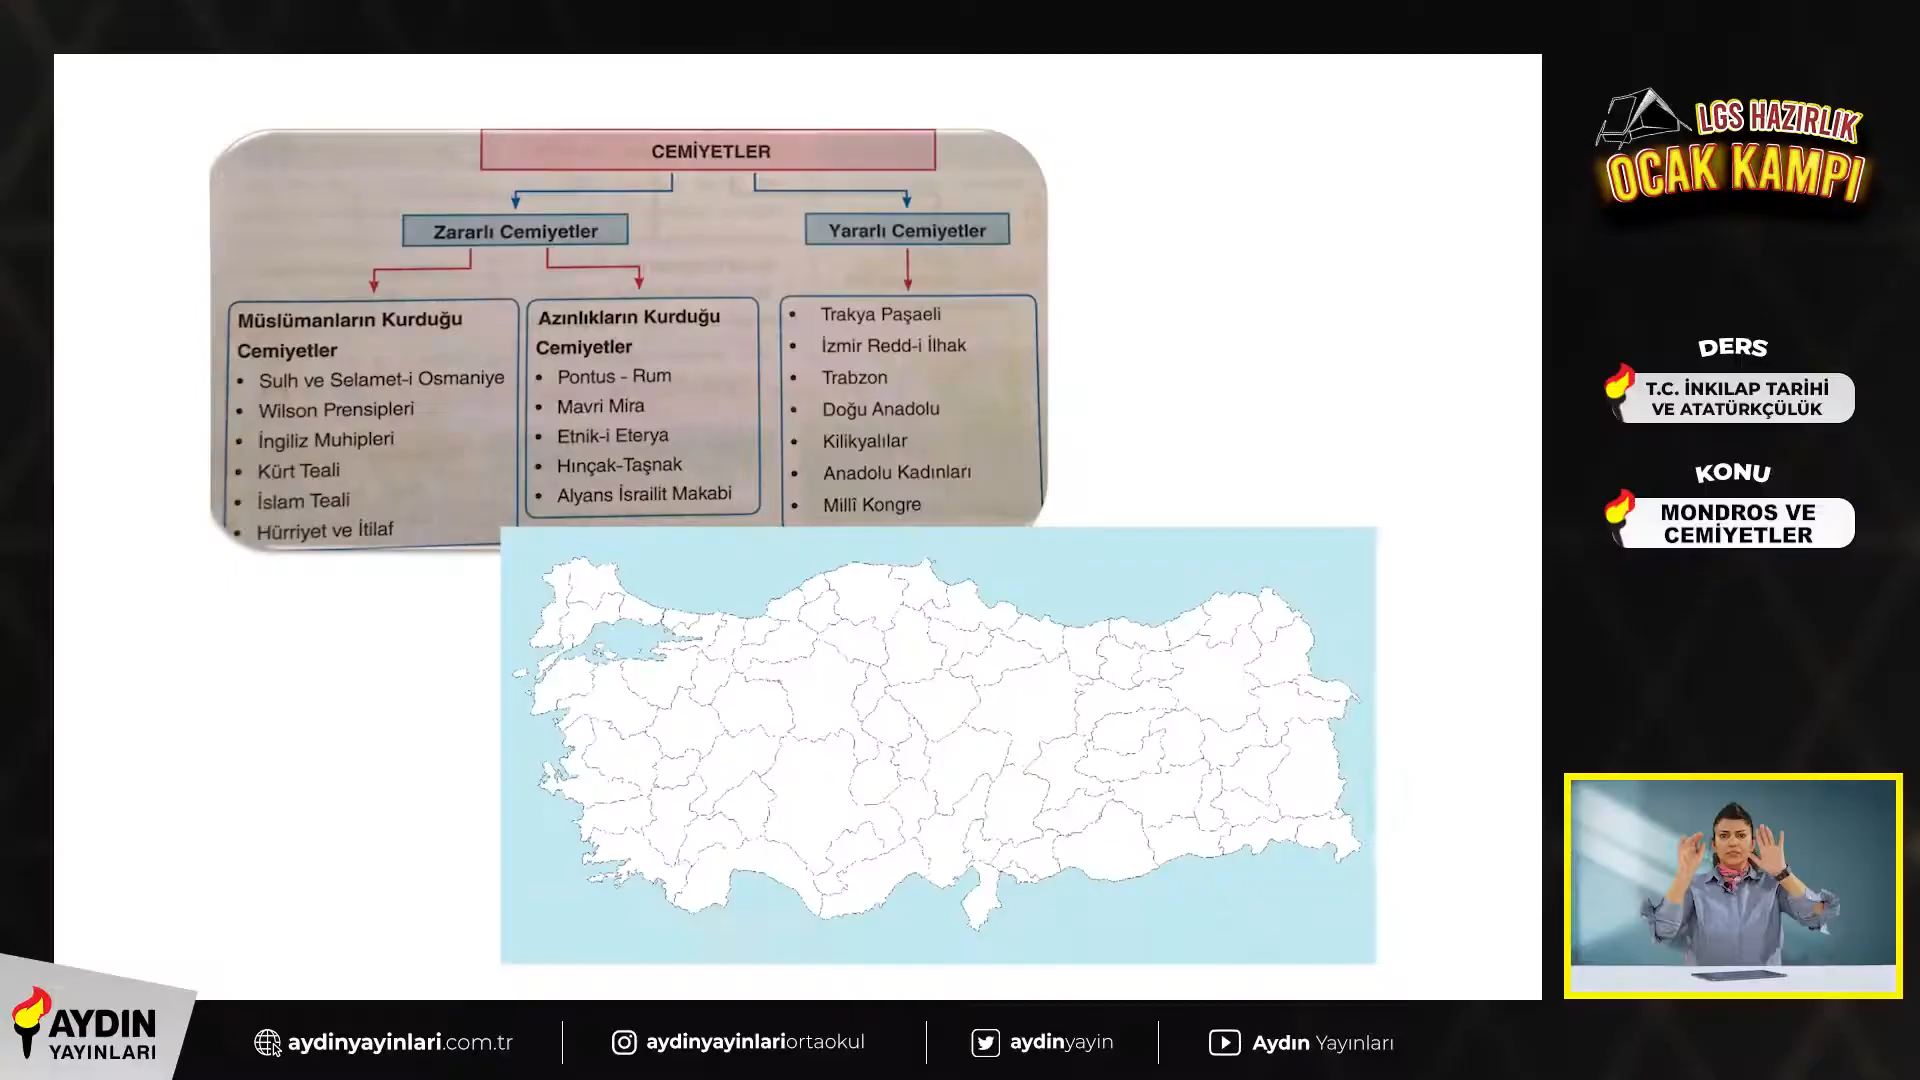 CEMİYETLER
Zararlı Cemiyetler
Yararlı Cemiyetler
Müslümanların Kurduğu
Cemiyetler
• Sulh ve Selamet-i Osmaniye
• Wilson Prensipleri
• İngiliz Muhipleri
• Kürt Teali
• İslam Teali
• Hürriyet ve İtilaf
Azınlıkların Kurduğu
Cemiyetler
• Pontus - Rum
• Mavri Mira
• Etnik-i Eterya
• Hınçak-Taşnak
• Alyans İsrailit Makabi
• Trakya Paşaeli
• İzmir Redd-i İlhak
• Trabzon
• Doğu Anadolu
• Kilikyalılar
• Anadolu Kadınları
• Millî Kongre
LGS HAZIRLIK
OCAK KAMPI
DERS
T.C. İNKILAP TARİHİ
VE ATATÜRKÇÜLÜK
KONU
MONDROS VE
CEMİYETLER
AYDIN
YAYINLARI
aydinyayinlari.com.tr
aydinyayinlariortaokul
aydinyayin
Aydın Yayınları